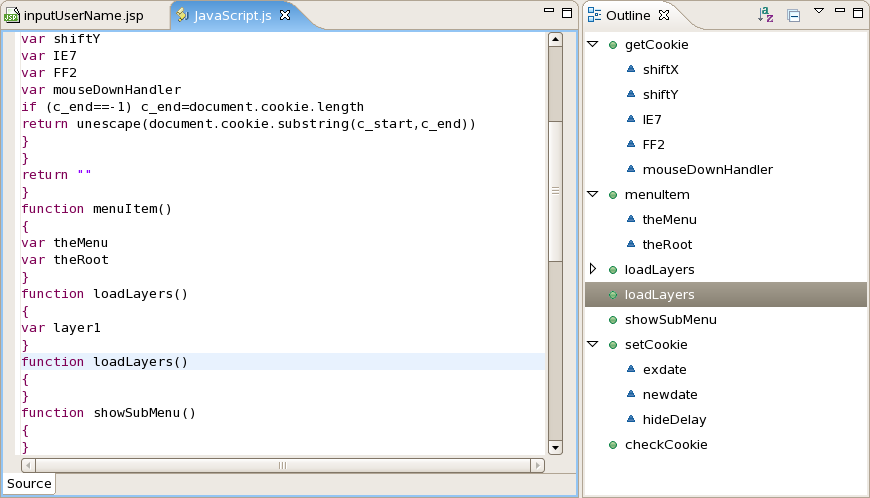 inputUserName.jsp
JavaScript.js
var shiftY
var IE7
var FF2
var mouseDownHandler
if (c_end==-1) c_end=document.cookie.length
return unescape(document.cookie.substring(c_start,c_end))
}
}
return ""
}
function menuItem()
{
var theMenu
var theRoot
}
function loadLayers()
{
var layer1
}
function loadLayers()
{
}
function showSubMenu()
{
}
Source
Outline
getCookie
shiftX
shiftY
IE7
FF2
mouseDownHandler
menuItem
theMenu
theRoot
loadLayers
loadLayers
showSubMenu
setCookie
exdate
newdate
hideDelay
checkCookie